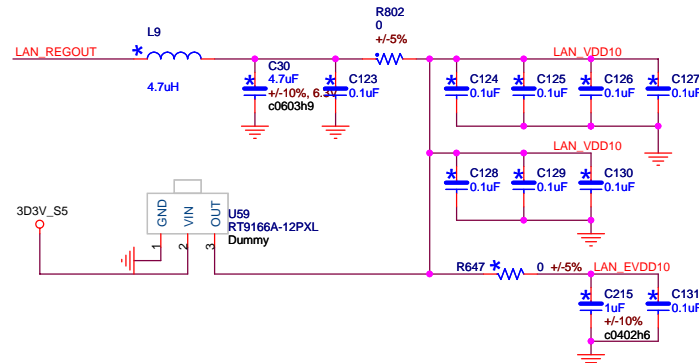 R802
0
+/-5%
L9
LAN_REGOUT
*
4.7uH
C30
4.7uF
+/-10%, 6.3V
c0603h9
*
C123
0.1uF
*
LAN_VDD10
C124
0.1uF
*
C125
0.1uF
*
C126
0.1uF
*
C127
0.1uF
*
LAN_VDD10
C128
0.1uF
*
C129
0.1uF
*
C130
0.1uF
*
3D3V_S5
GND
VIN
OUT
1
2
3
U59
RT9166A-12PXL
Dummy
R647
*
0 +/-5%
LAN_EVDD10
C215
1uF
+/-10%
c0402h6
*
C131
0.1uF
*